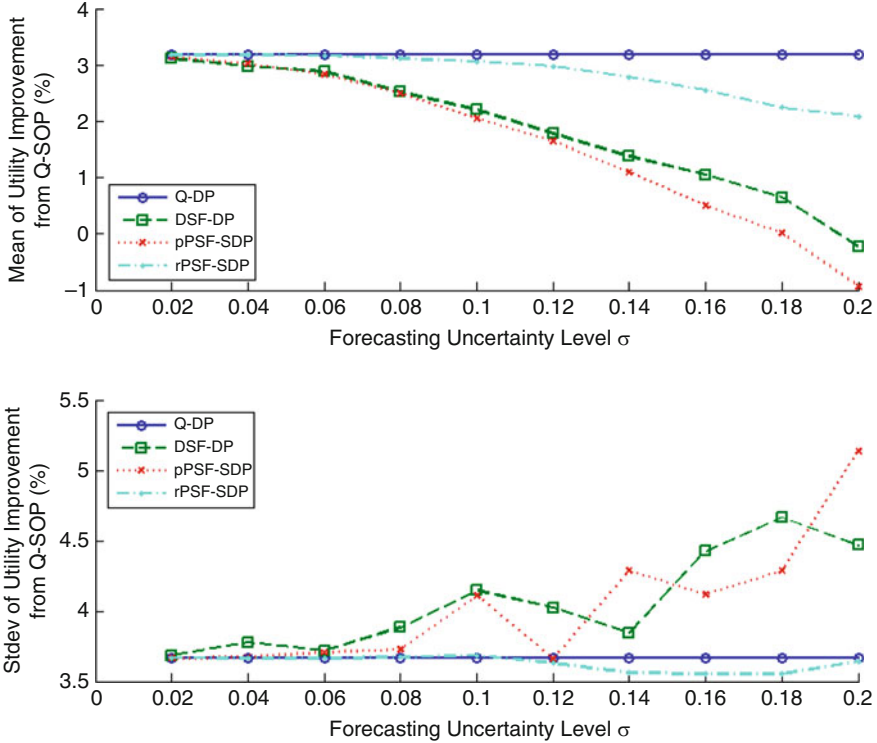 4
3
2
1
0
–1
Mean of Utility Improvement
from Q-SOP (%)
Q-DP
DSF-DP
pPSF-SDP
rPSF-SDP
0 0.02 0.04 0.06 0.08 0.1 0.12 0.14 0.16 0.18 0.2
Forecasting Uncertainty Level σ
5.5
5
4.5
4
3.5
Stdev of Utility Improvement
from Q-SOP (%)
Q-DP
DSF-DP
pPSF-SDP
rPSF-SDP
0 0.02 0.04 0.06 0.08 0.1 0.12 0.14 0.16 0.18 0.2
Forecasting Uncertainty Level σ